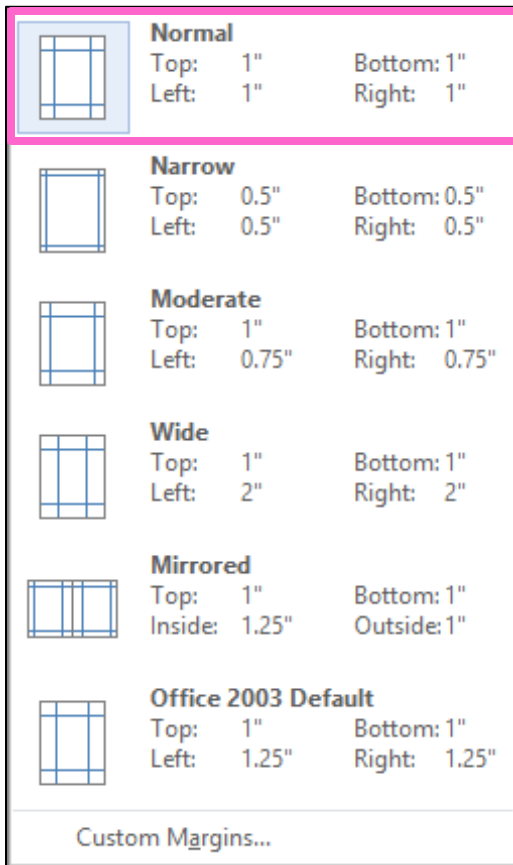 Normal
Top: 1" Bottom: 1"
Left: 1" Right: 1"
Narrow
Top: 0.5" Bottom: 0.5"
Left: 0.5" Right: 0.5"
Moderate
Top: 1" Bottom: 1"
Left: 0.75" Right: 0.75"
Wide
Top: 1" Bottom: 1"
Left: 2" Right: 2"
Mirrored
Top: 1" Bottom: 1"
Inside: 1.25" Outside: 1"
Office 2003 Default
Top: 1" Bottom: 1"
Left: 1.25" Right: 1.25"
Custom Margins...